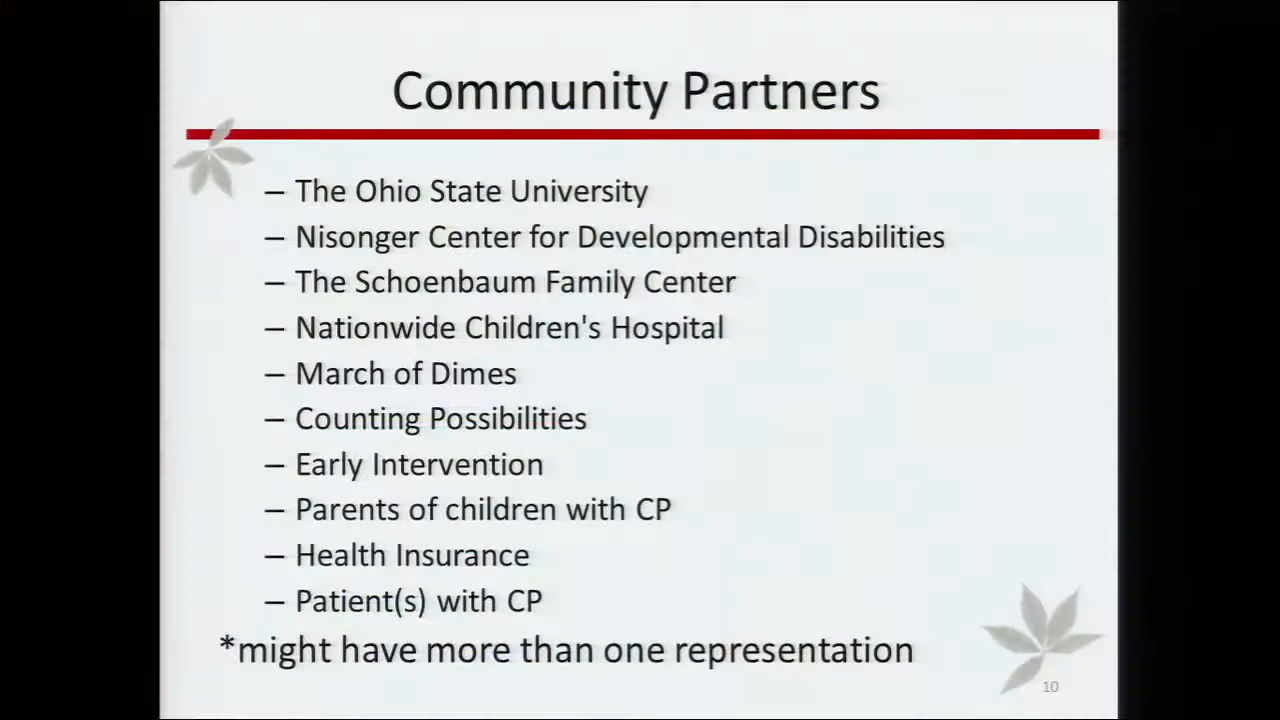 Community Partners
– The Ohio State University
– Nisonger Center for Developmental Disabilities
– The Schoenbaum Family Center
– Nationwide Children's Hospital
– March of Dimes
– Counting Possibilities
– Early Intervention
– Parents of children with CP
– Health Insurance
– Patient(s) with CP
*might have more than one representation
10